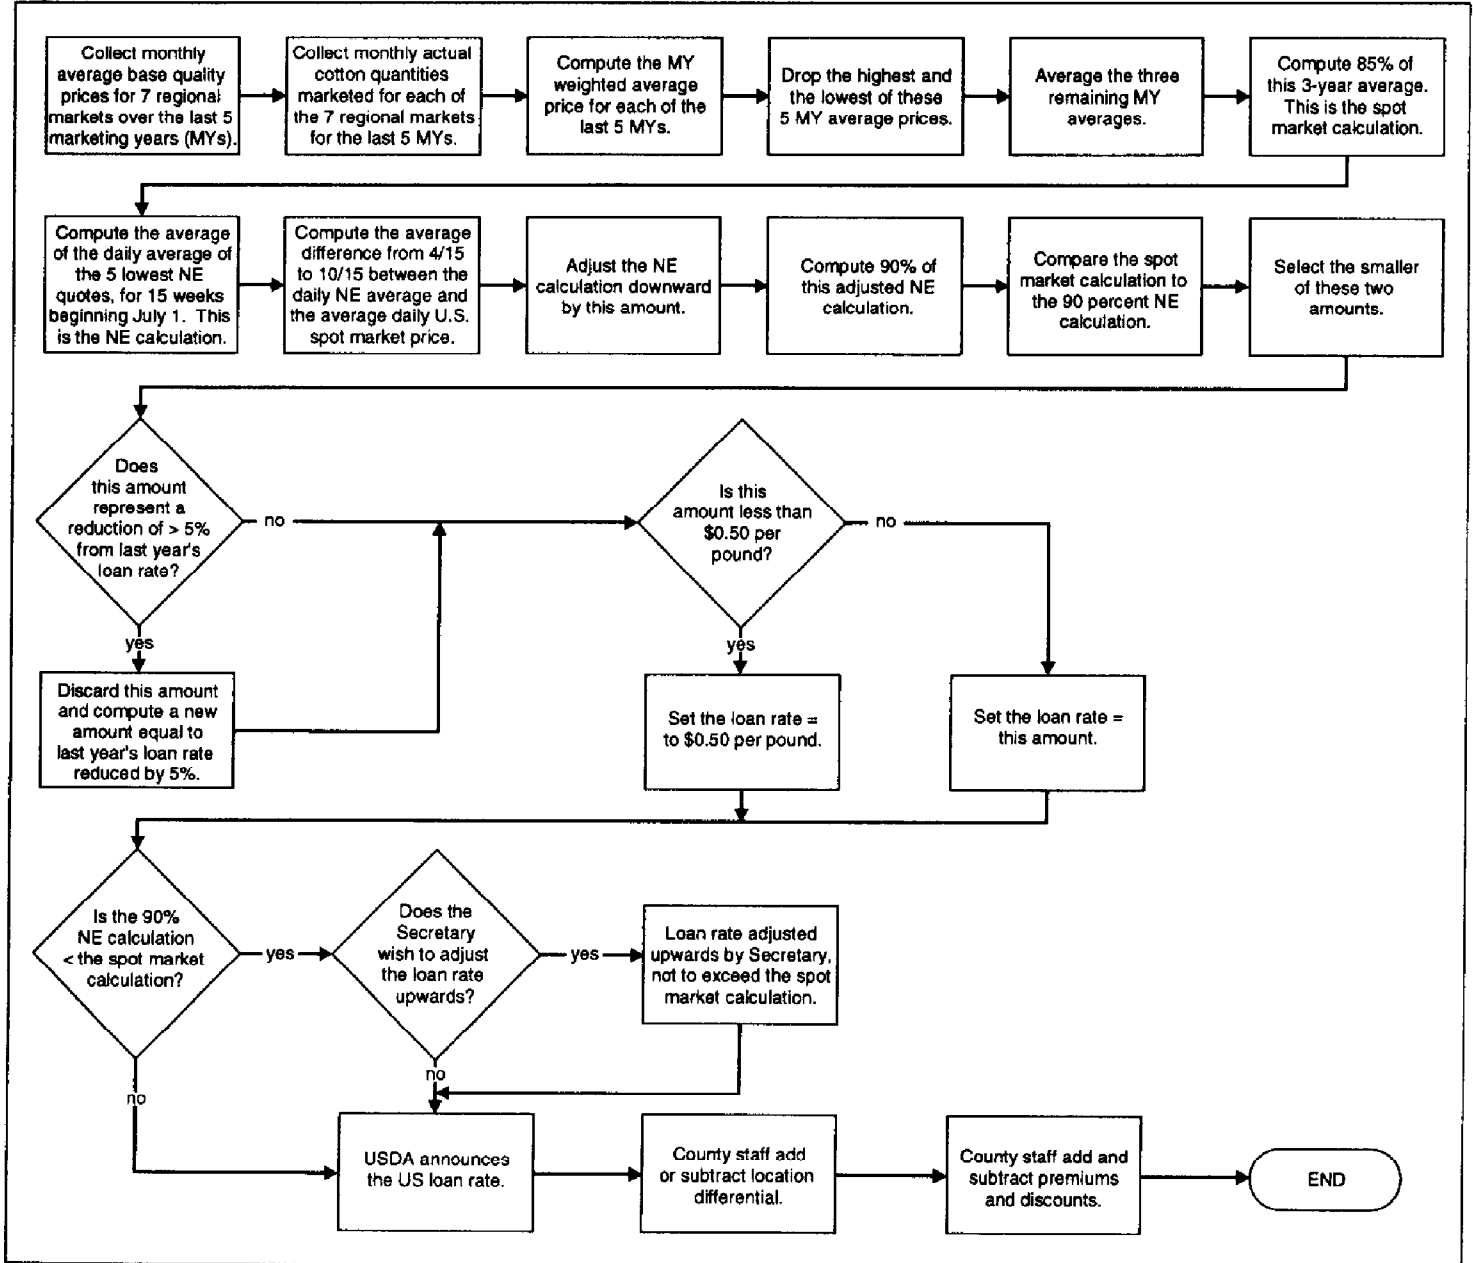 Collect monthly
average base quality
prices for 7 regional
markets over the last 5
marketing years (MYs).
Collect monthly actual
cotton quantities
marketed for each of
the 7 regional markets
for the last 5 MYs.
Compute the MY
weighted average
price for each of the
last 5 MYs.
Drop the highest and
the lowest of these
5 MY average prices.
Average the three
remaining MY
averages.
Compute 85% of
this 3-year average.
This is the spot
market calculation.
Compute the average
of the daily average of
the 5 lowest NE
quotes, for 15 weeks
beginning July 1. This
is the NE calculation.
Compute the average
difference from 4/15
to 10/15 between the
daily NE average and
the average daily U.S.
spot market price.
Adjust the NE
calculation downward
by this amount.
Compute 90% of
this adjusted NE
calculation.
Compare the spot
market calculation to
the 90 percent NE
calculation.
Select the smaller
of these two
amounts.
Does
this amount
represent a
reduction of > 5%
from last year's
loan rate?
no
yes
Discard this amount
and compute a new
amount equal to
last year's loan rate
reduced by 5%.
Is this
amount less than
$0.50 per
pound?
no
yes
Set the loan rate =
to $0.50 per pound.
Set the loan rate =
this amount.
Is the 90%
NE calculation
< the spot market
calculation?
yes
no
Does the
Secretary
wish to adjust
the loan rate
upwards?
yes
no
Loan rate adjusted
upwards by Secretary,
not to exceed the spot
market calculation.
USDA announces
the US loan rate.
County staff add
or subtract location
differential.
County staff add and
subtract premiums
and discounts.
END